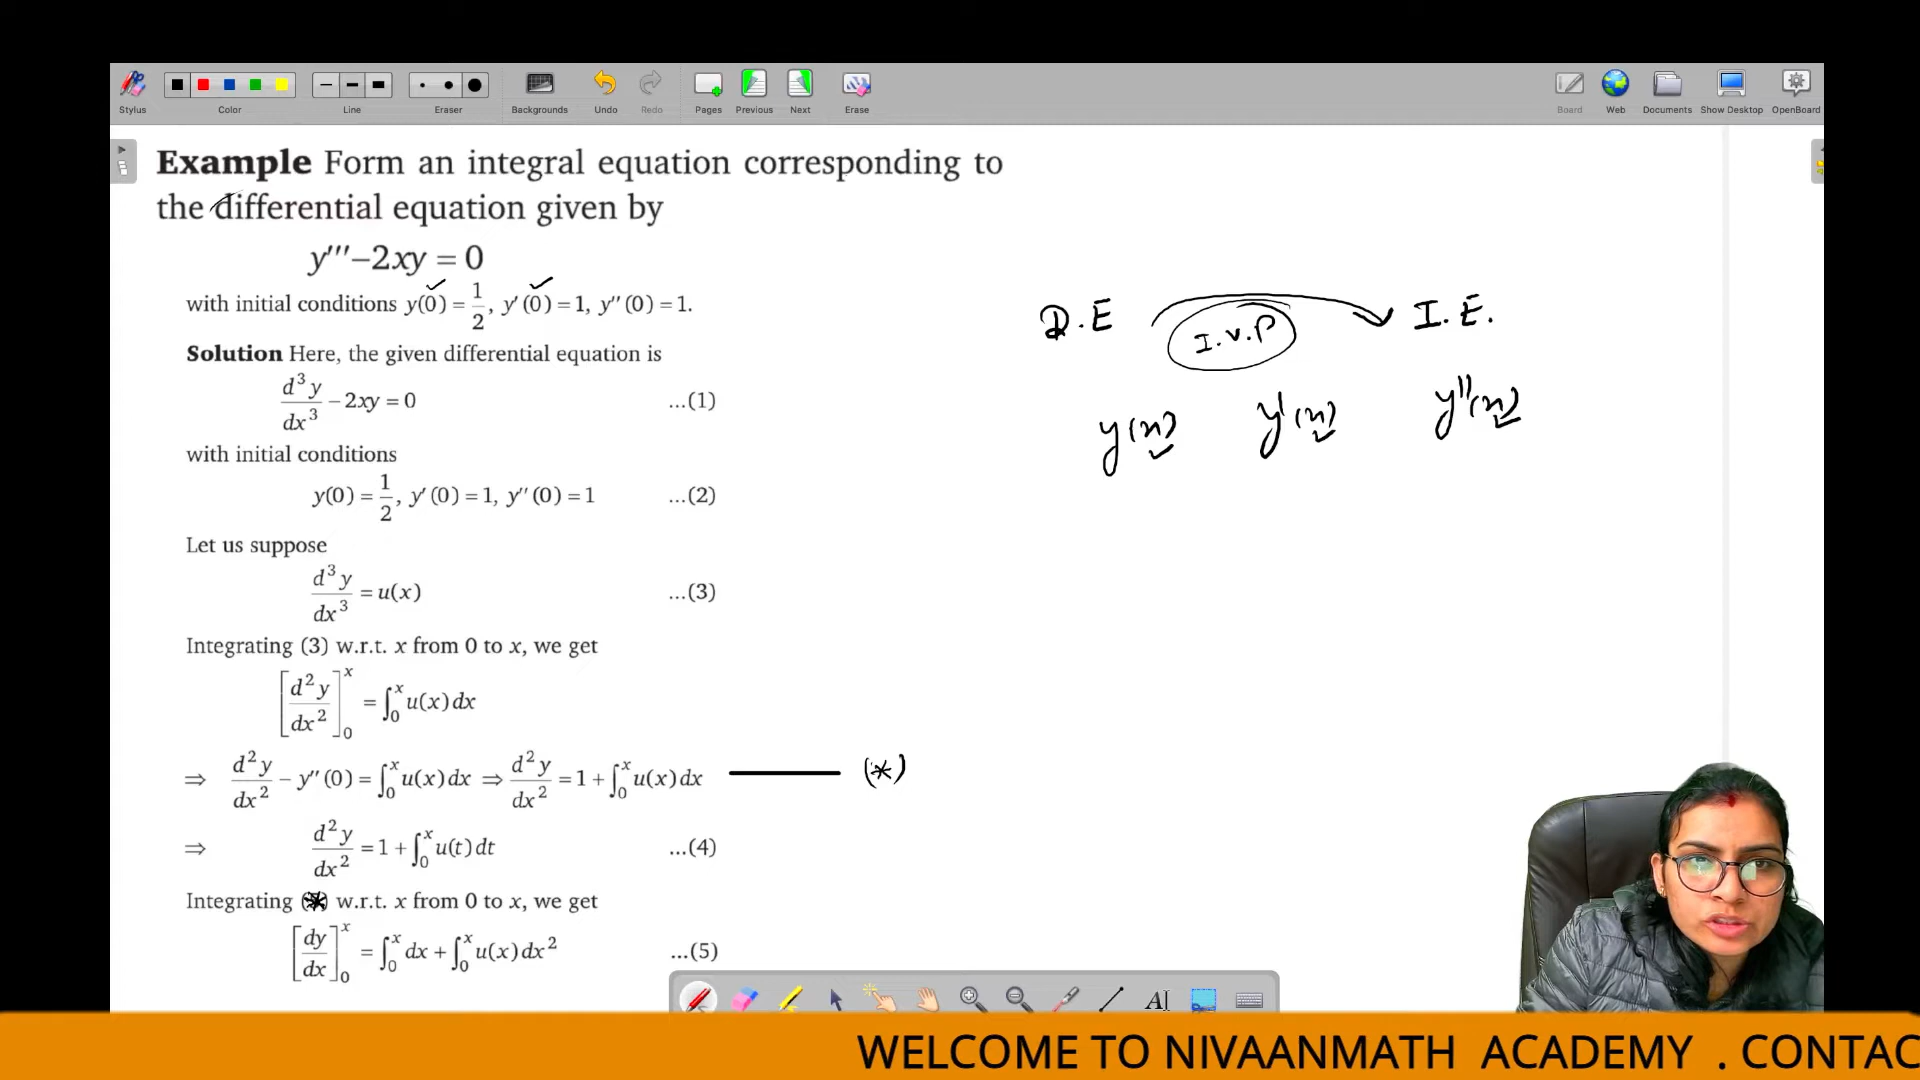 Stylus Color Line Eraser Backgrounds Undo Redo Pages Previous Next Erase Board Web Documents Show Desktop OpenBoard
Example Form an integral equation corresponding to
the differential equation given by
y′′′−2xy = 0
with initial conditions y(0) = 1/2, y′(0) = 1, y′′(0) = 1.
D.E I.V.P I.E.
Solution Here, the given differential equation is
d³y/dx³ − 2xy = 0 ...(1)
y(x) y'(x) y''(x)
with initial conditions
y(0) = 1/2, y′(0) = 1, y′′(0) = 1 ...(2)
Let us suppose
d³y/dx³ = u(x) ...(3)
Integrating (3) w.r.t. x from 0 to x, we get
[d²y/dx²]₀ˣ = ∫₀ˣ u(x) dx
⇒ d²y/dx² − y′′(0) = ∫₀ˣ u(x) dx ⇒ d²y/dx² = 1 + ∫₀ˣ u(x) dx (*)
⇒ d²y/dx² = 1 + ∫₀ˣ u(t) dt ...(4)
Integrating (*) w.r.t. x from 0 to x, we get
[dy/dx]₀ˣ = ∫₀ˣ dx + ∫₀ˣ u(x) dx² ...(5)
WELCOME TO NIVAANMATH ACADEMY . CONTAC